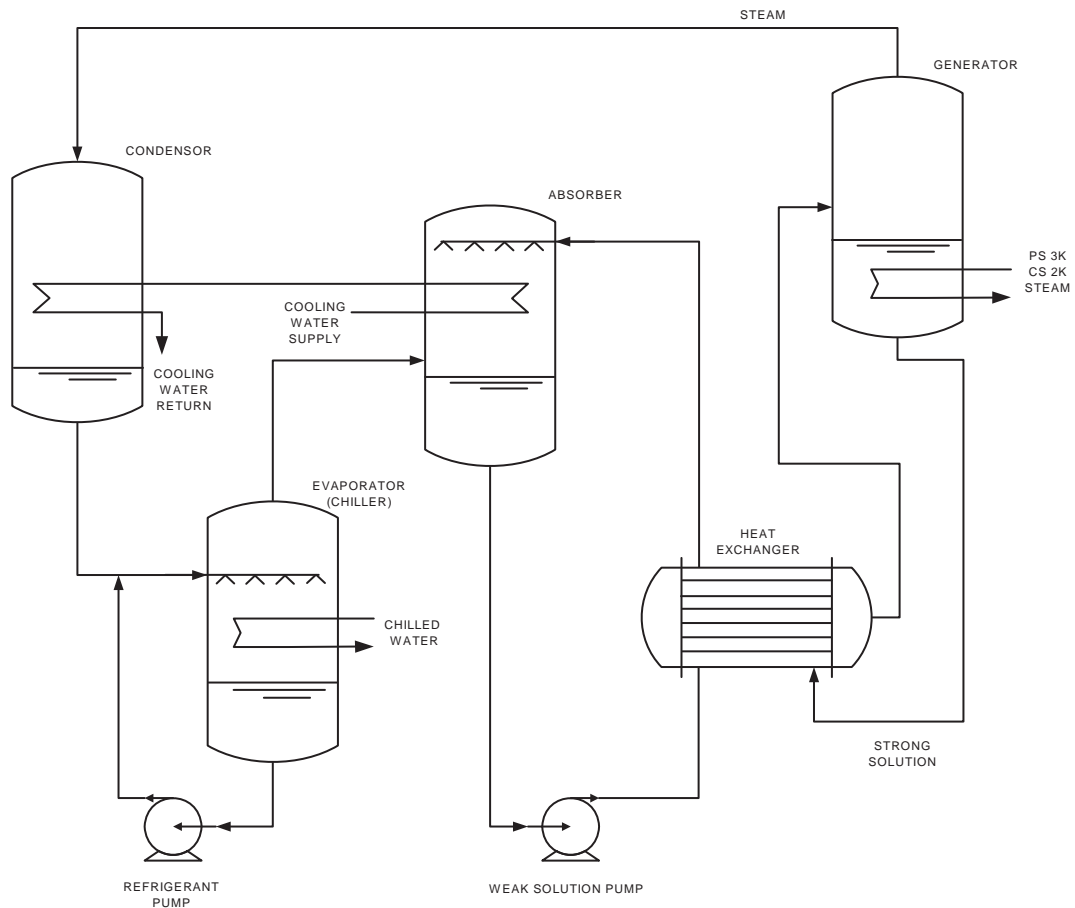 STEAM
GENERATOR
CONDENSOR
ABSORBER
PS 3K
CS 2K
STEAM
COOLING
WATER
SUPPLY
COOLING
WATER
RETURN
EVAPORATOR
(CHILLER)
HEAT
EXCHANGER
CHILLED
WATER
STRONG
SOLUTION
REFRIGERANT
PUMP
WEAK SOLUTION PUMP